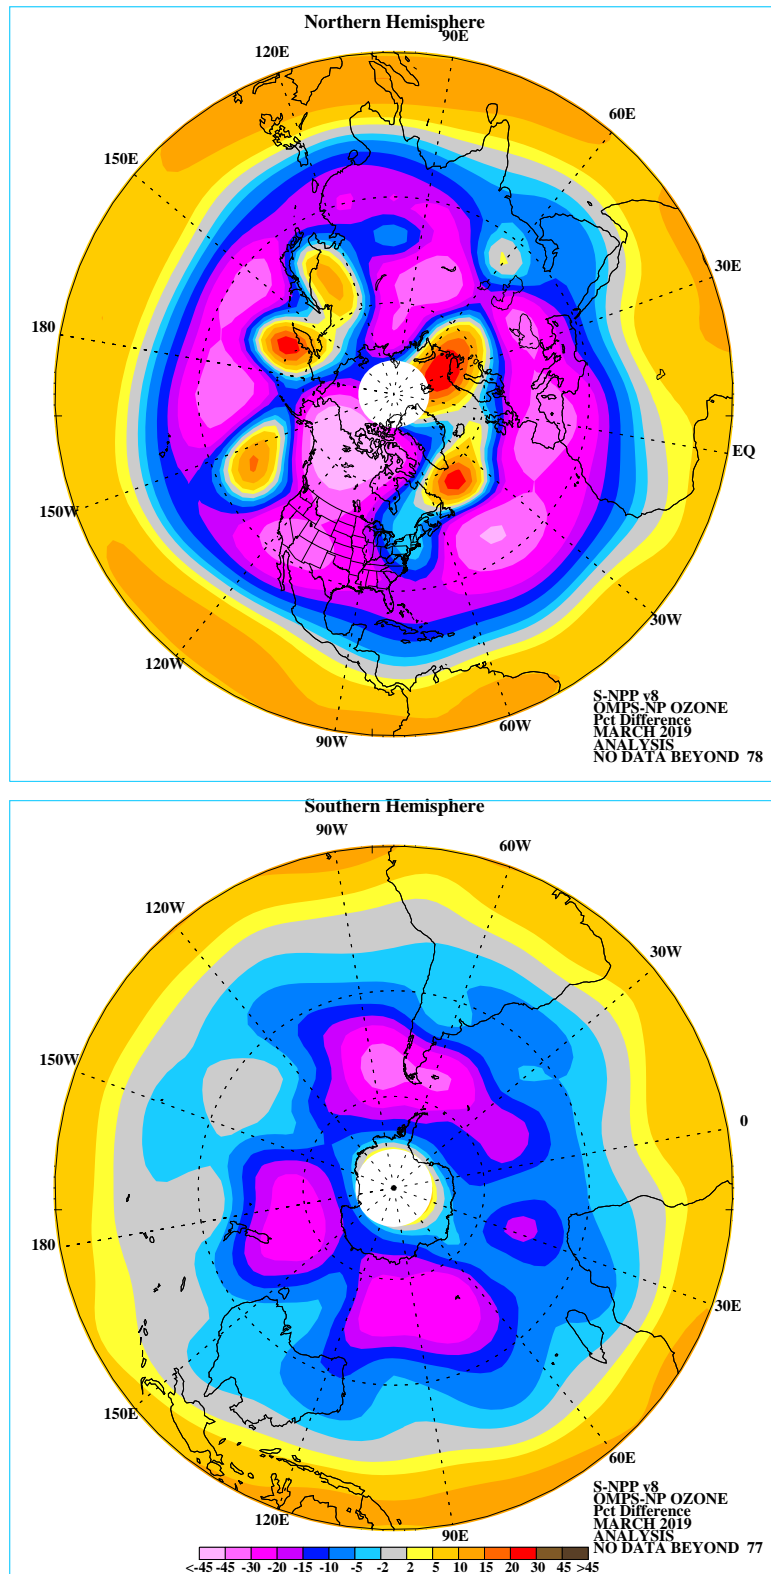 Northern Hemisphere
90E
120E
60E
150E
30E
180
EQ
150W
30W
120W
60W
90W
S-NPP v8
OMPS-NP OZONE
Pct Difference
MARCH 2019
ANALYSIS
NO DATA BEYOND 78
Southern Hemisphere
90W
60W
120W
30W
150W
0
180
30E
150E
60E
120E
90E
S-NPP v8
OMPS-NP OZONE
Pct Difference
MARCH 2019
ANALYSIS
NO DATA BEYOND 77
<-45 -45 -30 -20 -15 -10 -5 -2 2 5 10 15 20 30 45 >45